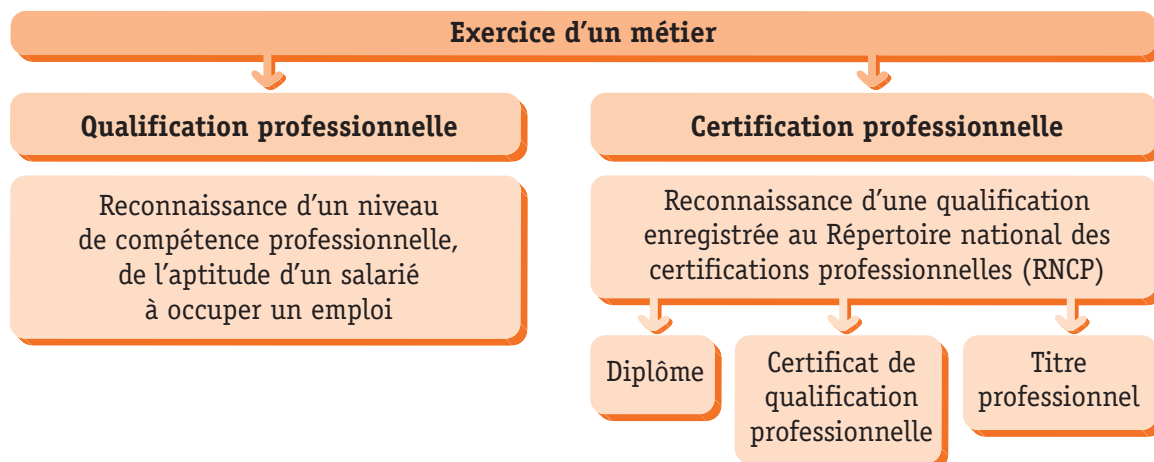 Exercice d'un métier
Qualification professionnelle
Reconnaissance d'un niveau
de compétence professionnelle,
de l'aptitude d'un salarié
à occuper un emploi
Certification professionnelle
Reconnaissance d'une qualification
enregistrée au Répertoire national des
certifications professionnelles (RNCP)
Diplôme
Certificat de
qualification
professionnelle
Titre
professionnel